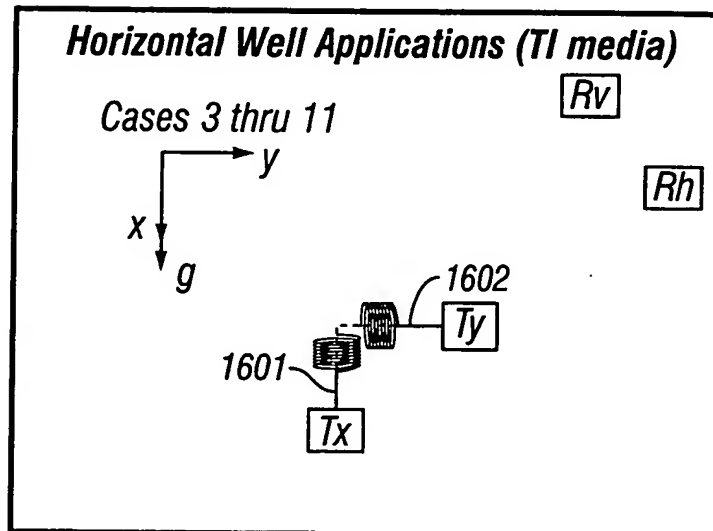 Horizontal Well Applications (TI media)
Rv
Cases 3 thru 11
y
Rh
x
g
1602
Ty
1601
Tx